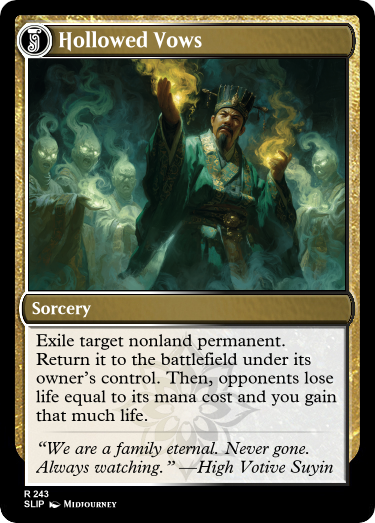 Hollowed Vows
Sorcery
Exile target nonland permanent.
Return it to the battlefield under its
owner's control. Then, opponents lose
life equal to its mana cost and you gain
that much life.
“We are a family eternal. Never gone.
Always watching.” —High Votive Suyin
R 243
SLIP Midjourney